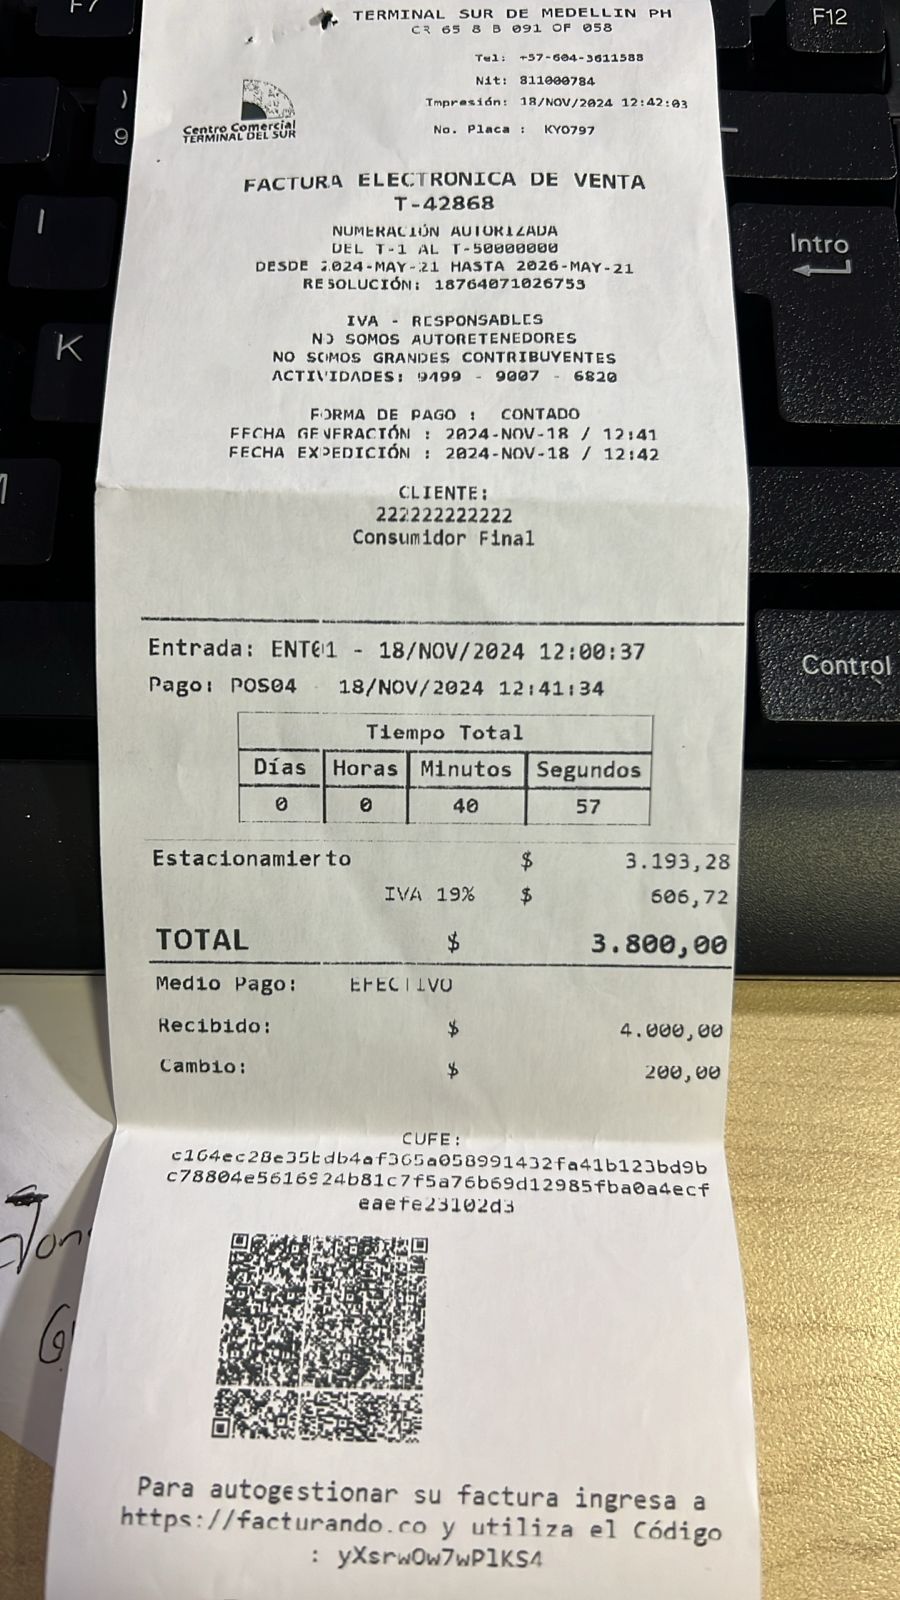 TERMINAL SUR DE MEDELLIN PH
CR 65 8 B 091 OF 058
Tel: +57-604-3611588
Nit: 811000784
Impresión: 18/NOV/2024 12:42:03
No. Placa : KYO797
Centro Comercial
TERMINAL DEL SUR
FACTURA ELECTRONICA DE VENTA
T-42868
NUMERACIÓN AUTORIZADA
DEL T-1 AL T-50000000
DESDE 2024-MAY-21 HASTA 2026-MAY-21
RESOLUCIÓN: 18764071026753
IVA - RESPONSABLES
NO SOMOS AUTORETENEDORES
NO SOMOS GRANDES CONTRIBUYENTES
ACTIVIDADES: 9499 - 9007 - 6820
FORMA DE PAGO : CONTADO
FECHA GENERACIÓN : 2024-NOV-18 / 12:41
FECHA EXPEDICIÓN : 2024-NOV-18 / 12:42
CLIENTE:
222222222222
Consumidor Final
Entrada: ENT01 - 18/NOV/2024 12:00:37
Pago: POS04 - 18/NOV/2024 12:41:34
Tiempo Total
Días Horas Minutos Segundos
0 0 40 57
Estacionamiento $ 3.193,28
IVA 19% $ 606,72
TOTAL $ 3.800,00
Medio Pago: EFECTIVO
Recibido: $ 4.000,00
Cambio: $ 200,00
CUFE:
c164ec28e35bdb4af365a058991432fa41b123bd9b
c78804e5616924b81c7f5a76b69d12985fba0a4ecf
eaefe23102d3
Para autogestionar su factura ingresa a
https://facturando.co y utiliza el Código
: yXsrwOw7wPlKS4
F7
F12
)
9
I
K
Intro
Control